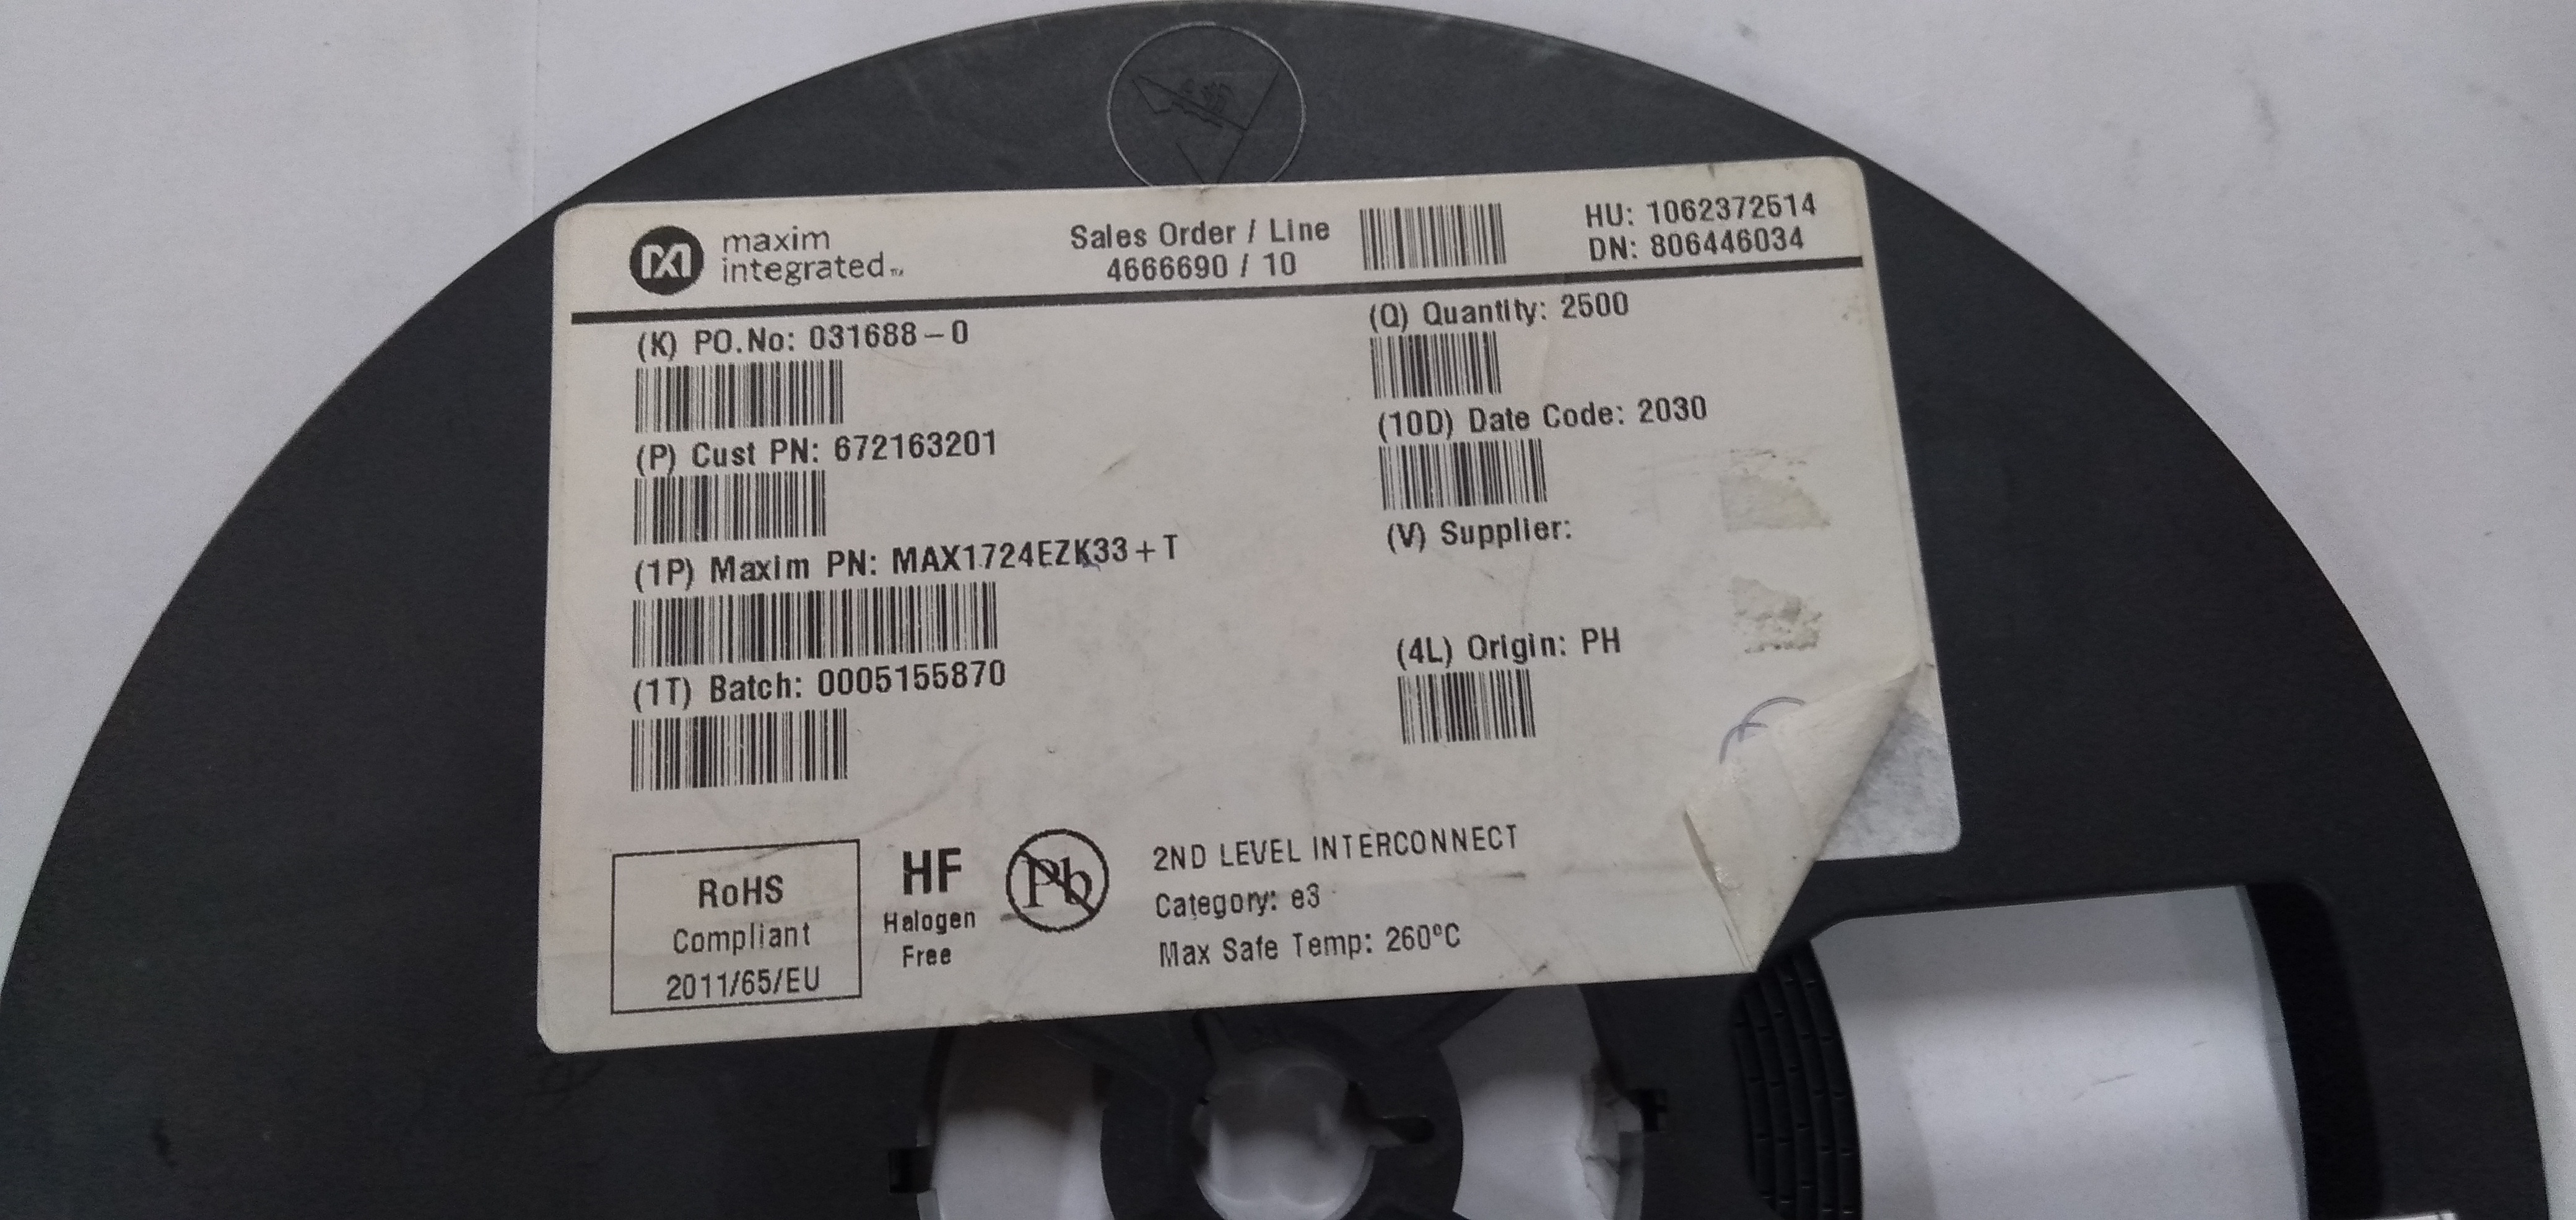 maxim
integrated™
Sales Order / Line
4666690 / 10
HU: 1062372514
DN: 806446034
(K) PO.No: 031688-0
(Q) Quantity: 2500
(P) Cust PN: 672163201
(10D) Date Code: 2030
(1P) Maxim PN: MAX1724EZK33+T
(V) Supplier:
(1T) Batch: 0005155870
(4L) Origin: PH
RoHS
Compliant
2011/65/EU
HF
Halogen
Free
Pb
2ND LEVEL INTERCONNECT
Category: e3
Max Safe Temp: 260ºC